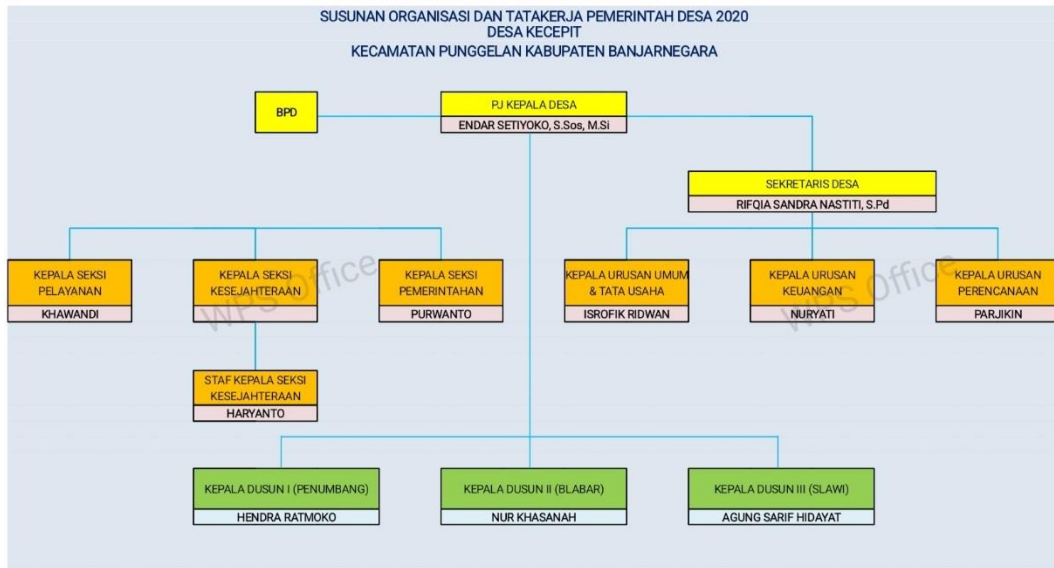 SUSUNAN ORGANISASI DAN TATAKERJA PEMERINTAH DESA 2020
DESA KECEPIT
KECAMATAN PUNGGELAN KABUPATEN BANJARNEGARA
BPD
PJ KEPALA DESA
ENDAR SETIYOKO, S.Sos, M.Si
SEKRETARIS DESA
RIFQIA SANDRA NASTITI, S.Pd
KEPALA SEKSI
PELAYANAN
KHAWANDI
KEPALA SEKSI
KESEJAHTERAAN
KEPALA SEKSI
PEMERINTAHAN
PURWANTO
KEPALA URUSAN UMUM
& TATA USAHA
ISROFIK RIDWAN
KEPALA URUSAN
KEUANGAN
NURYATI
KEPALA URUSAN
PERENCANAAN
PARJIKIN
WPS Office
WPS Office
STAF KEPALA SEKSI
KESEJAHTERAAN
HARYANTO
KEPALA DUSUN I (PENUMBANG)
HENDRA RATMOKO
KEPALA DUSUN II (BLABAR)
NUR KHASANAH
KEPALA DUSUN III (SLAWI)
AGUNG SARIF HIDAYAT